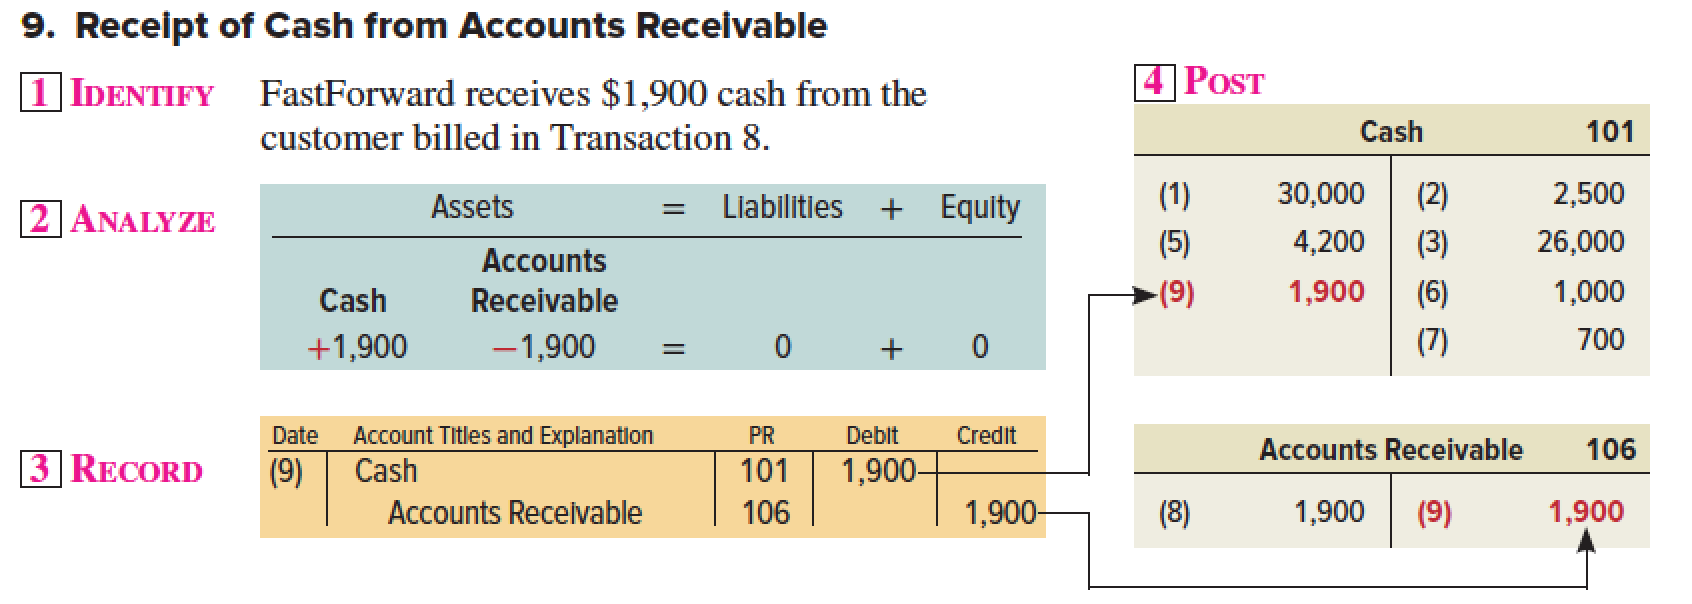 9. Receipt of Cash from Accounts Receivable
1 IDENTIFY
FastForward receives $1,900 cash from the
customer billed in Transaction 8.
2 ANALYZE
Assets = Liabilities + Equity
Accounts
Cash Receivable
+1,900 −1,900 = 0 + 0
3 RECORD
Date Account Titles and Explanation PR Debit Credit
(9) Cash 101 1,900
Accounts Receivable 106 1,900
4 POST
Cash 101
(1) 30,000 (2) 2,500
(5) 4,200 (3) 26,000
(9) 1,900 (6) 1,000
(7) 700
Accounts Receivable 106
(8) 1,900 (9) 1,900